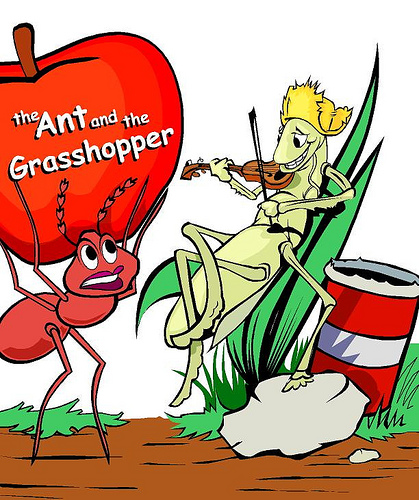 the Ant and the
Grasshopper